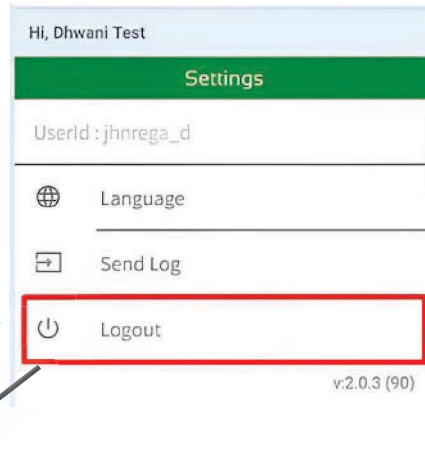 Hi, Dhwani Test
Settings
UserId : jhnrega_d
Language
Send Log
Logout
v:2.0.3 (90)